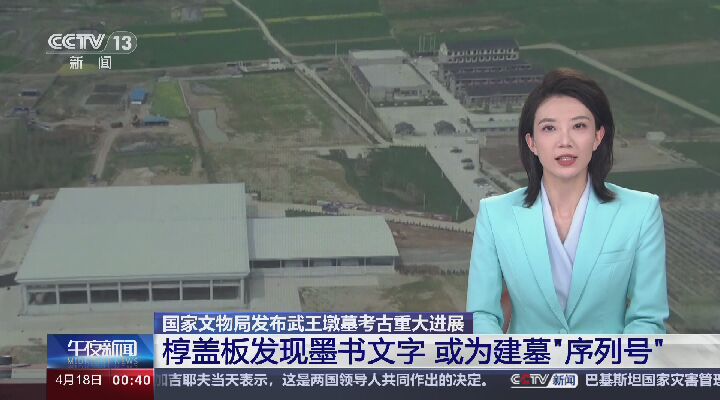 CCTV 13
新闻
国家文物局发布武王墩墓考古重大进展
午夜新闻
MIDNIGHT NEWS
椁盖板发现墨书文字 或为建墓"序列号"
4月18日 00:40 加吉耶夫当天表示,这是两国领导人共同作出的决定。 CCTV 新闻 巴基斯坦国家灾害管理